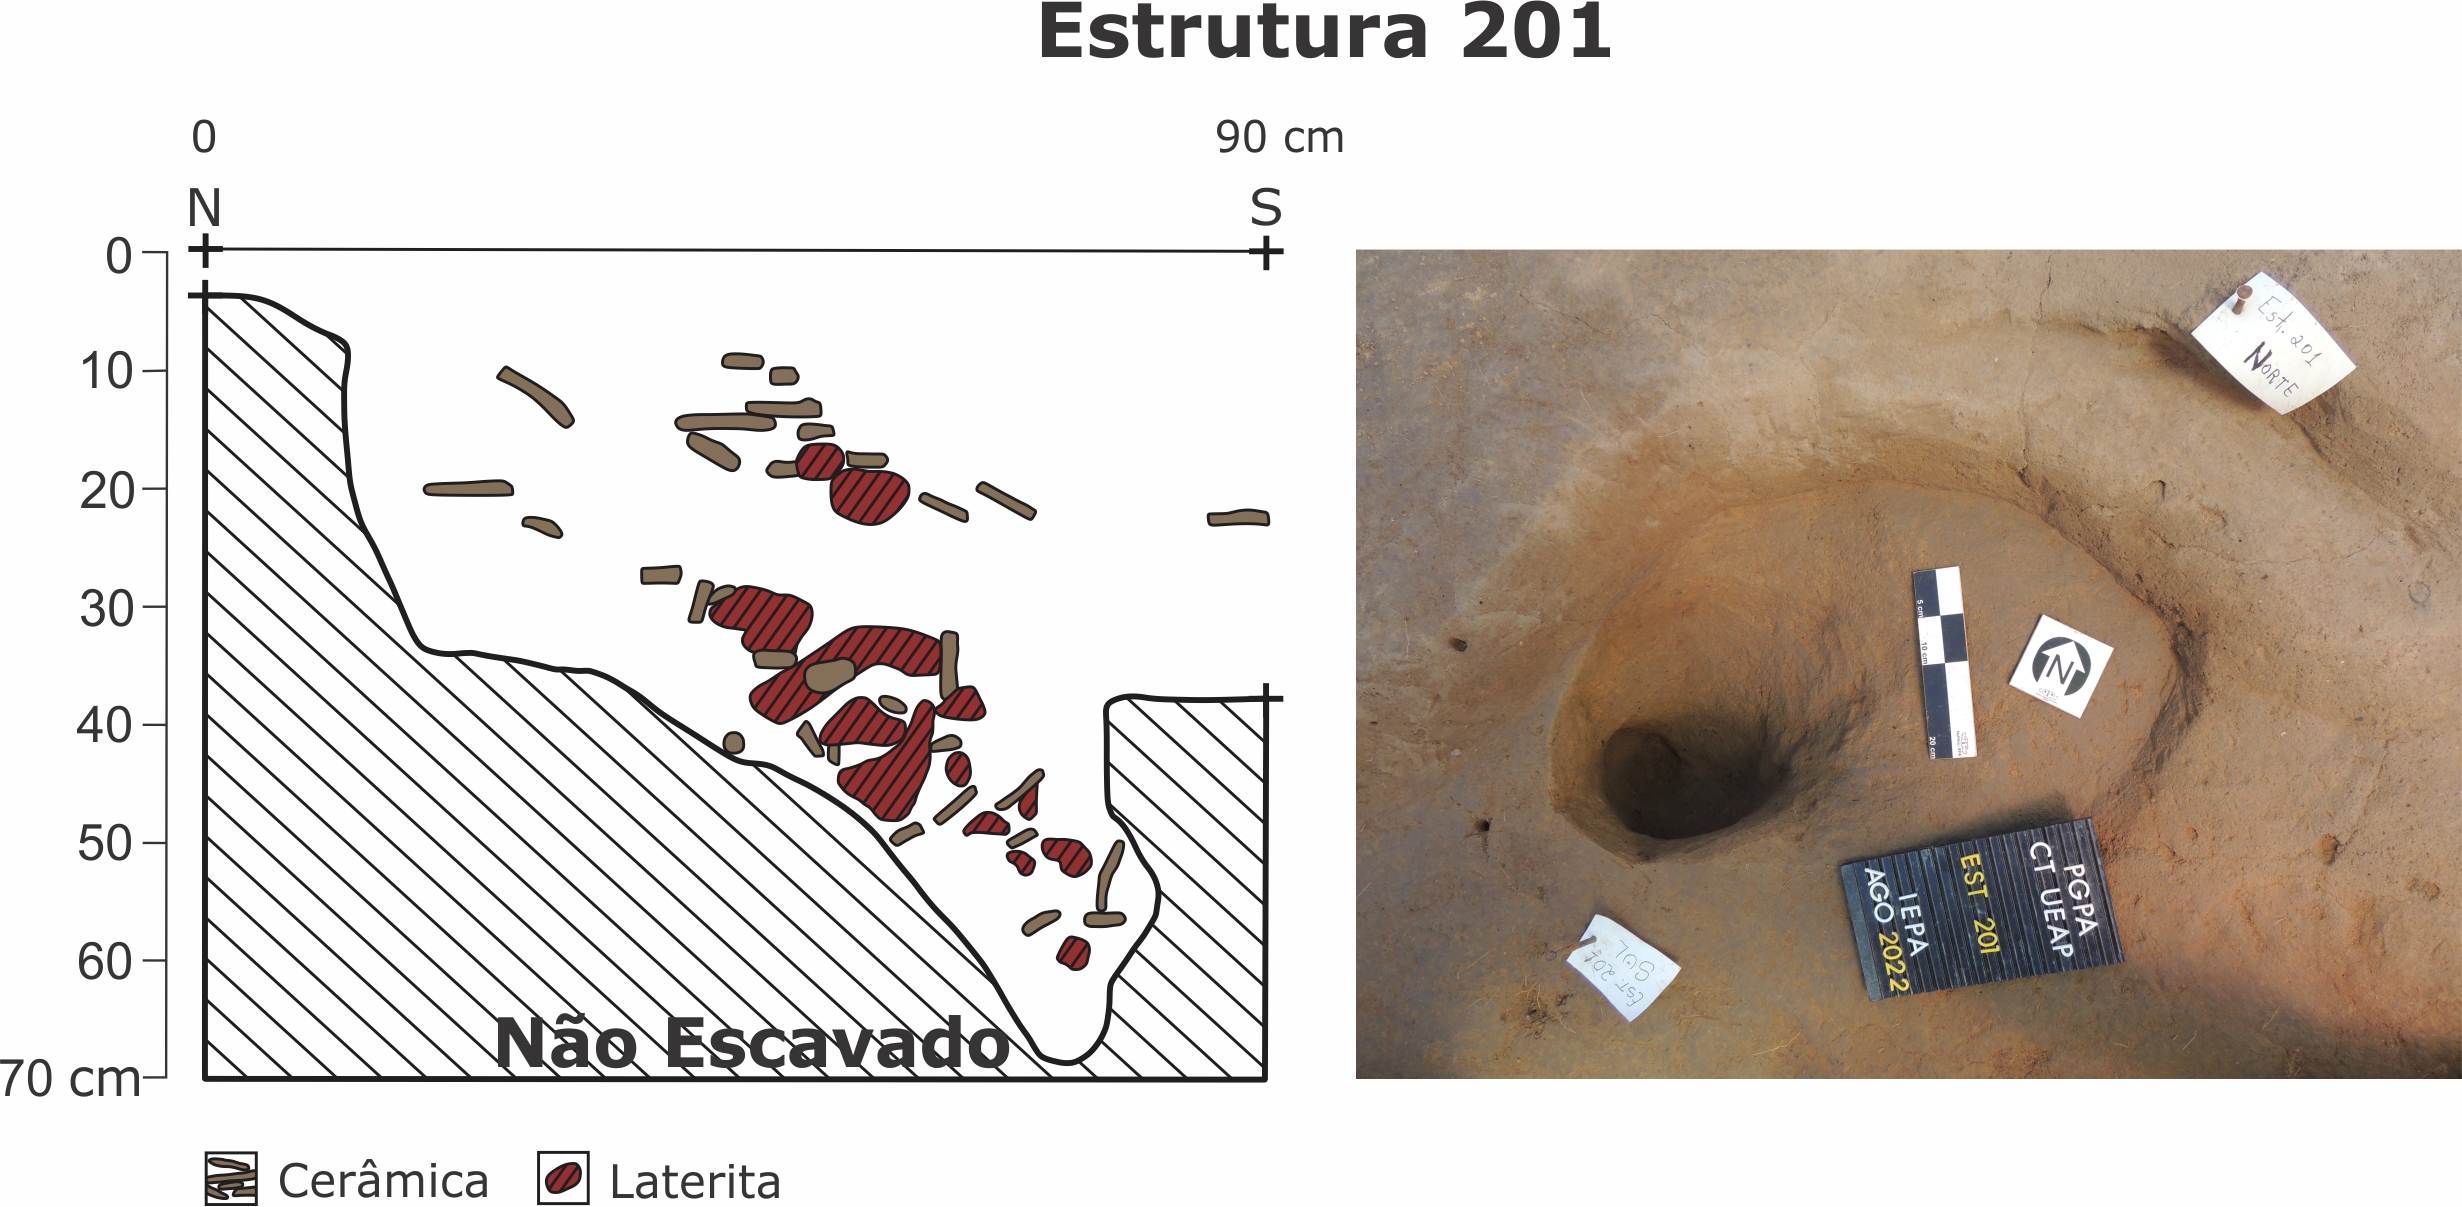 Estrutura 201
0
90 cm
N
S
0
10
20
30
40
50
60
70 cm
Não Escavado
Cerâmica
Laterita
Est. 201
NORTE
5 cm
10 cm
20 cm
N
PGPA
CT UEAP
EST 201
IEPA
AGO 2022
EST 201
SUL